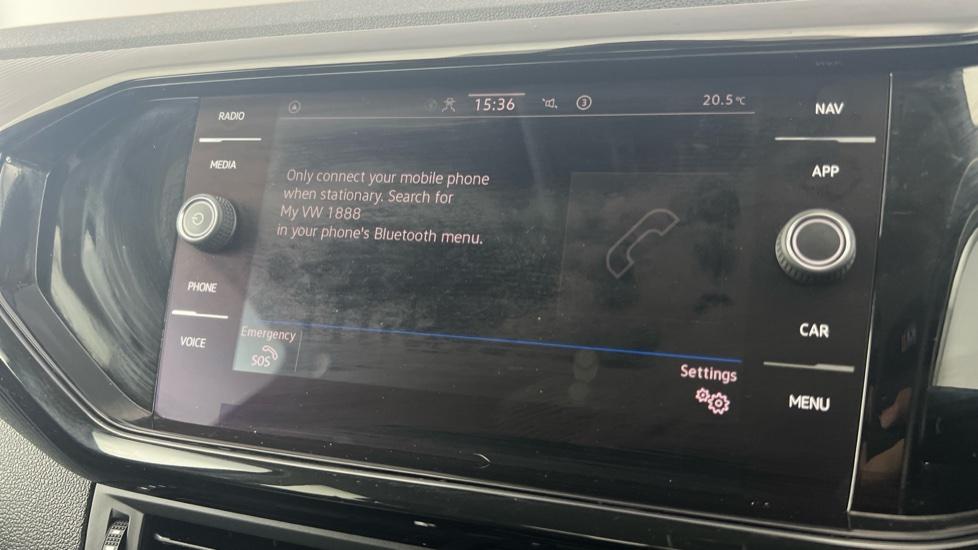 RADIO
MEDIA
PHONE
VOICE
15:36
3
20.5°C
Only connect your mobile phone
when stationary. Search for
My VW 1888
in your phone's Bluetooth menu.
Emergency
SOS
Settings
NAV
APP
CAR
MENU